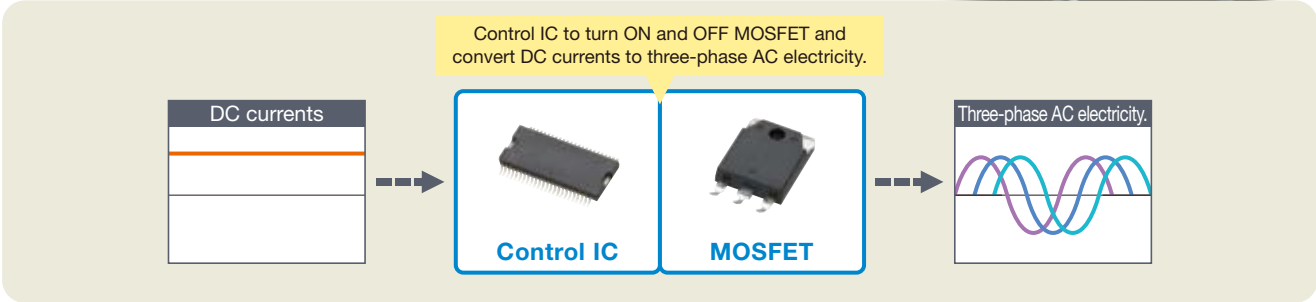 Control IC to turn ON and OFF MOSFET and
convert DC currents to three-phase AC electricity.
DC currents
Three-phase AC electricity.
Control IC
MOSFET